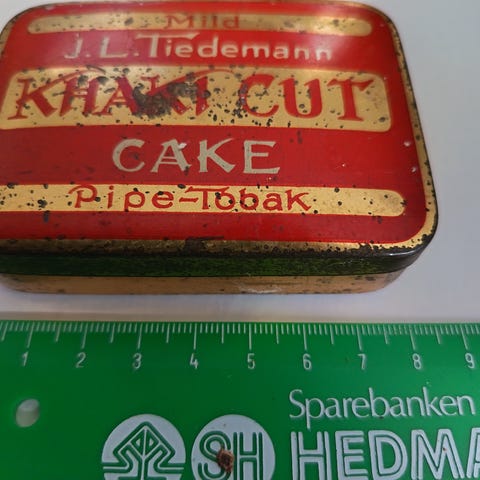 Mild
J.L.Tiedemann
KHAKI CUT
CAKE
Pipe-Tobak
1 2 3 4 5 6 7 8 9
Sparebanken
SH HEDMA